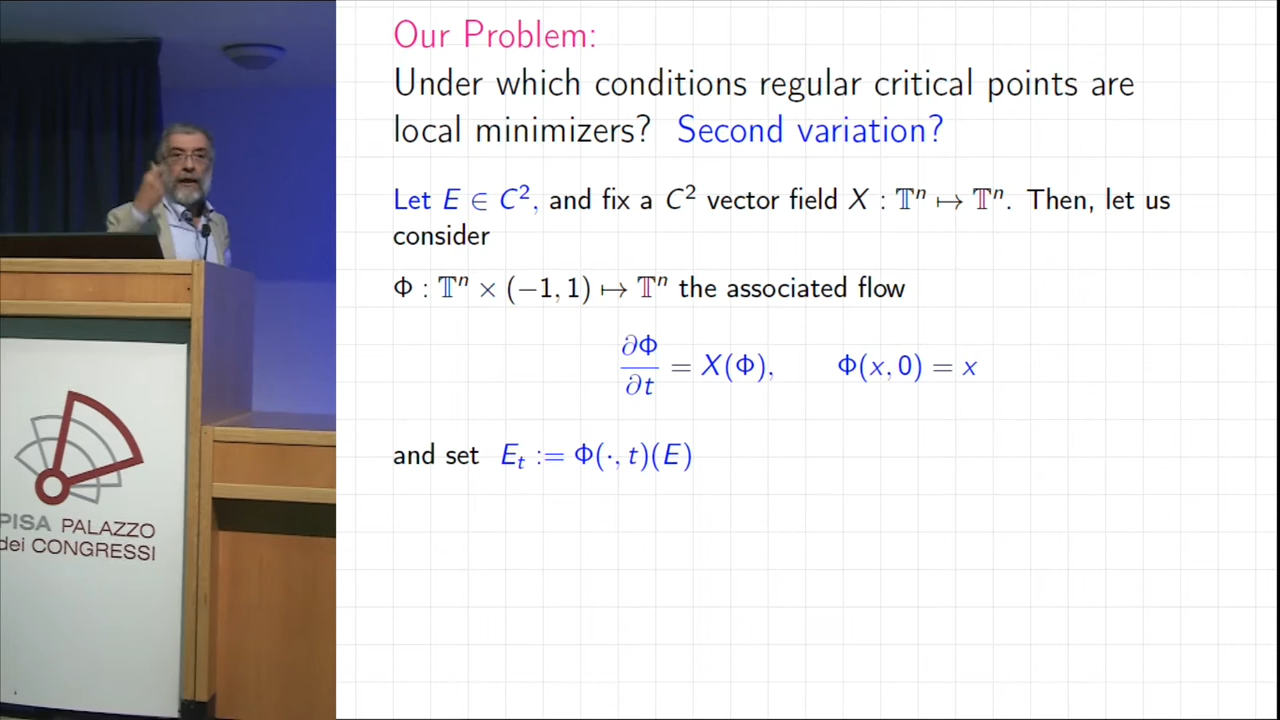 Our Problem:
Under which conditions regular critical points are
local minimizers? Second variation?
Let E ∈ C², and fix a C² vector field X : 𝕋ⁿ ↦ 𝕋ⁿ. Then, let us
consider
Φ : 𝕋ⁿ × (−1, 1) ↦ 𝕋ⁿ the associated flow
∂Φ/∂t = X(Φ), Φ(x, 0) = x
and set E_t := Φ(·, t)(E)
PISA PALAZZO
dei CONGRESSI